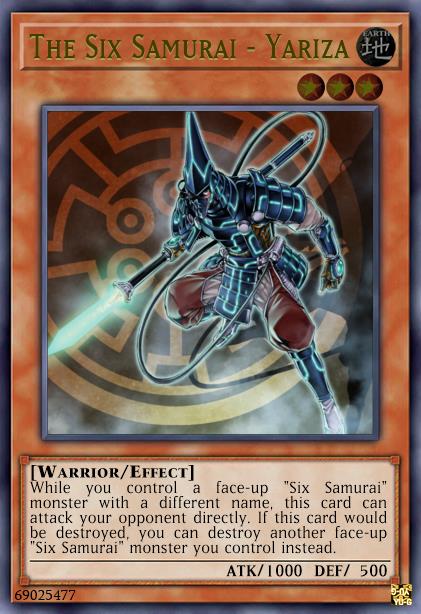 The Six Samurai - Yariza
EARTH
地
[Warrior/Effect]
While you control a face-up "Six Samurai"
monster with a different name, this card can
attack your opponent directly. If this card would
be destroyed, you can destroy another face-up
"Six Samurai" monster you control instead.
ATK/1000 DEF/ 500
69025477